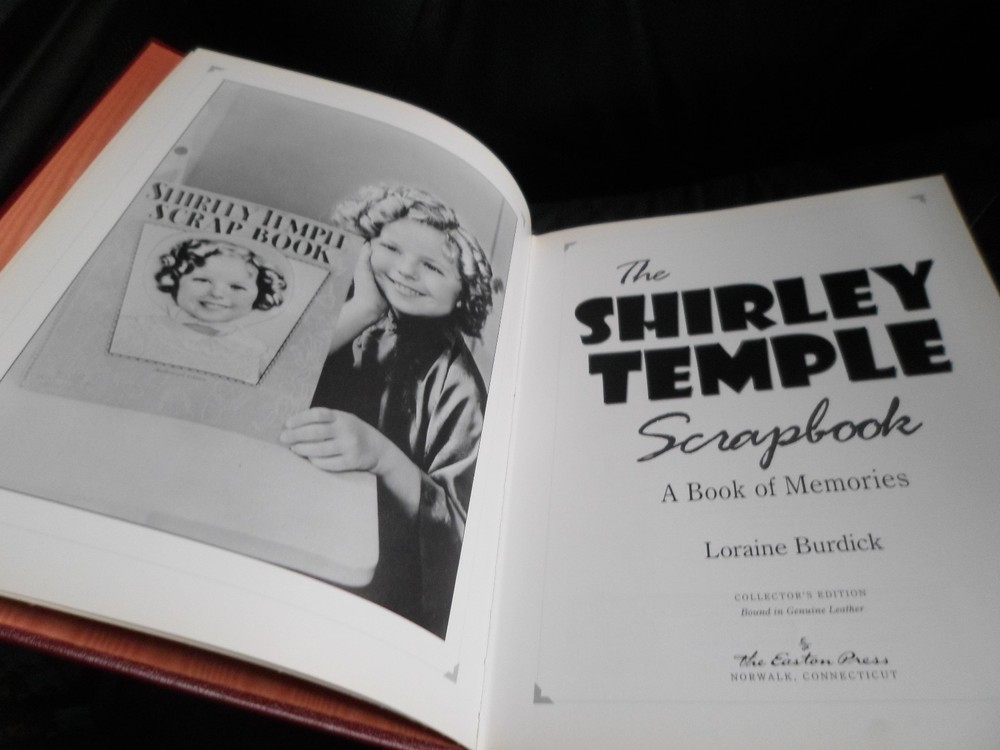 SHIRLEY TEMPLE
SCRAP BOOK
The
SHIRLEY
TEMPLE
Scrapbook
A Book of Memories
Loraine Burdick
COLLECTOR'S EDITION
Bound in Genuine Leather
The Easton Press
NORWALK, CONNECTICUT